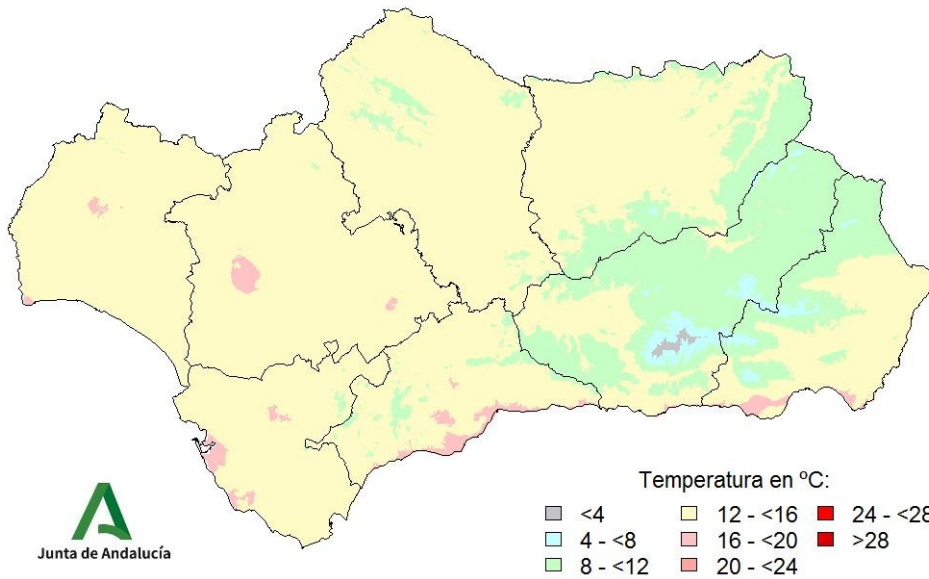 Temperatura en ºC:
<4 12 - <16 24 - <28
4 - <8 16 - <20 >28
8 - <12 20 - <24
Junta de Andalucía